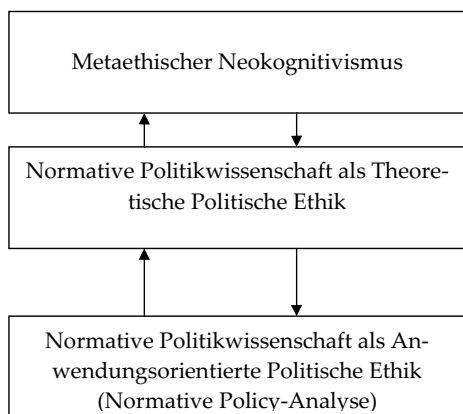 Metaethischer Neokognitivismus
Normative Politikwissenschaft als Theore-
tische Politische Ethik
Normative Politikwissenschaft als An-
wendungsorientierte Politische Ethik
(Normative Policy-Analyse)